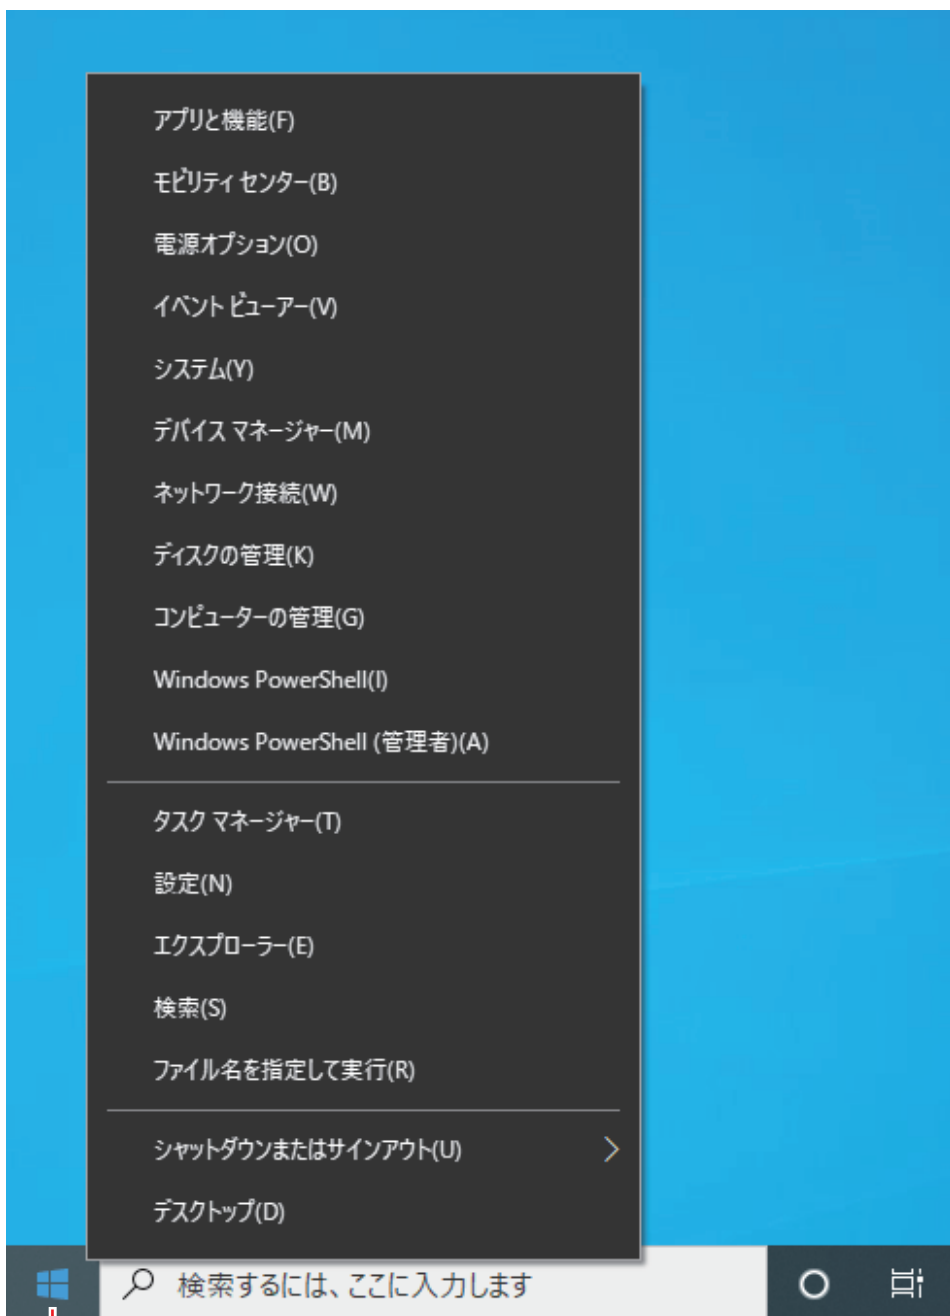 アプリと機能(F)
モビリティ センター(B)
電源オプション(O)
イベント ビューアー(V)
システム(Y)
デバイス マネージャー(M)
ネットワーク接続(W)
ディスクの管理(K)
コンピューターの管理(G)
Windows PowerShell(I)
Windows PowerShell (管理者)(A)
タスク マネージャー(T)
設定(N)
エクスプローラー(E)
検索(S)
ファイル名を指定して実行(R)
シャットダウンまたはサインアウト(U)
デスクトップ(D)
検索するには、ここに入力します